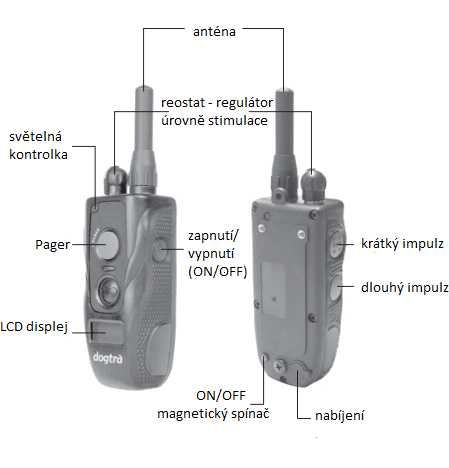 anténa
reostat - regulátor
úrovně stimulace
světelná
kontrolka
zapnutí/
vypnutí
(ON/OFF)
krátký impulz
Pager
dlouhý impulz
LCD displej
dogtra
ON/OFF
magnetický spínač
nabíjení